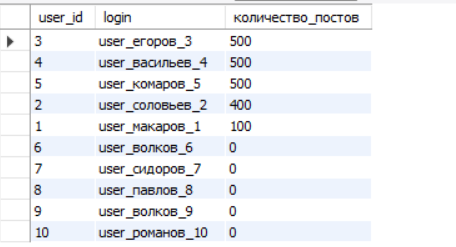 user_id login количество_постов
3 user_егоров_3 500
4 user_васильев_4 500
5 user_комаров_5 500
2 user_соловьев_2 400
1 user_макаров_1 100
6 user_волков_6 0
7 user_сидоров_7 0
8 user_павлов_8 0
9 user_волков_9 0
10 user_романов_10 0